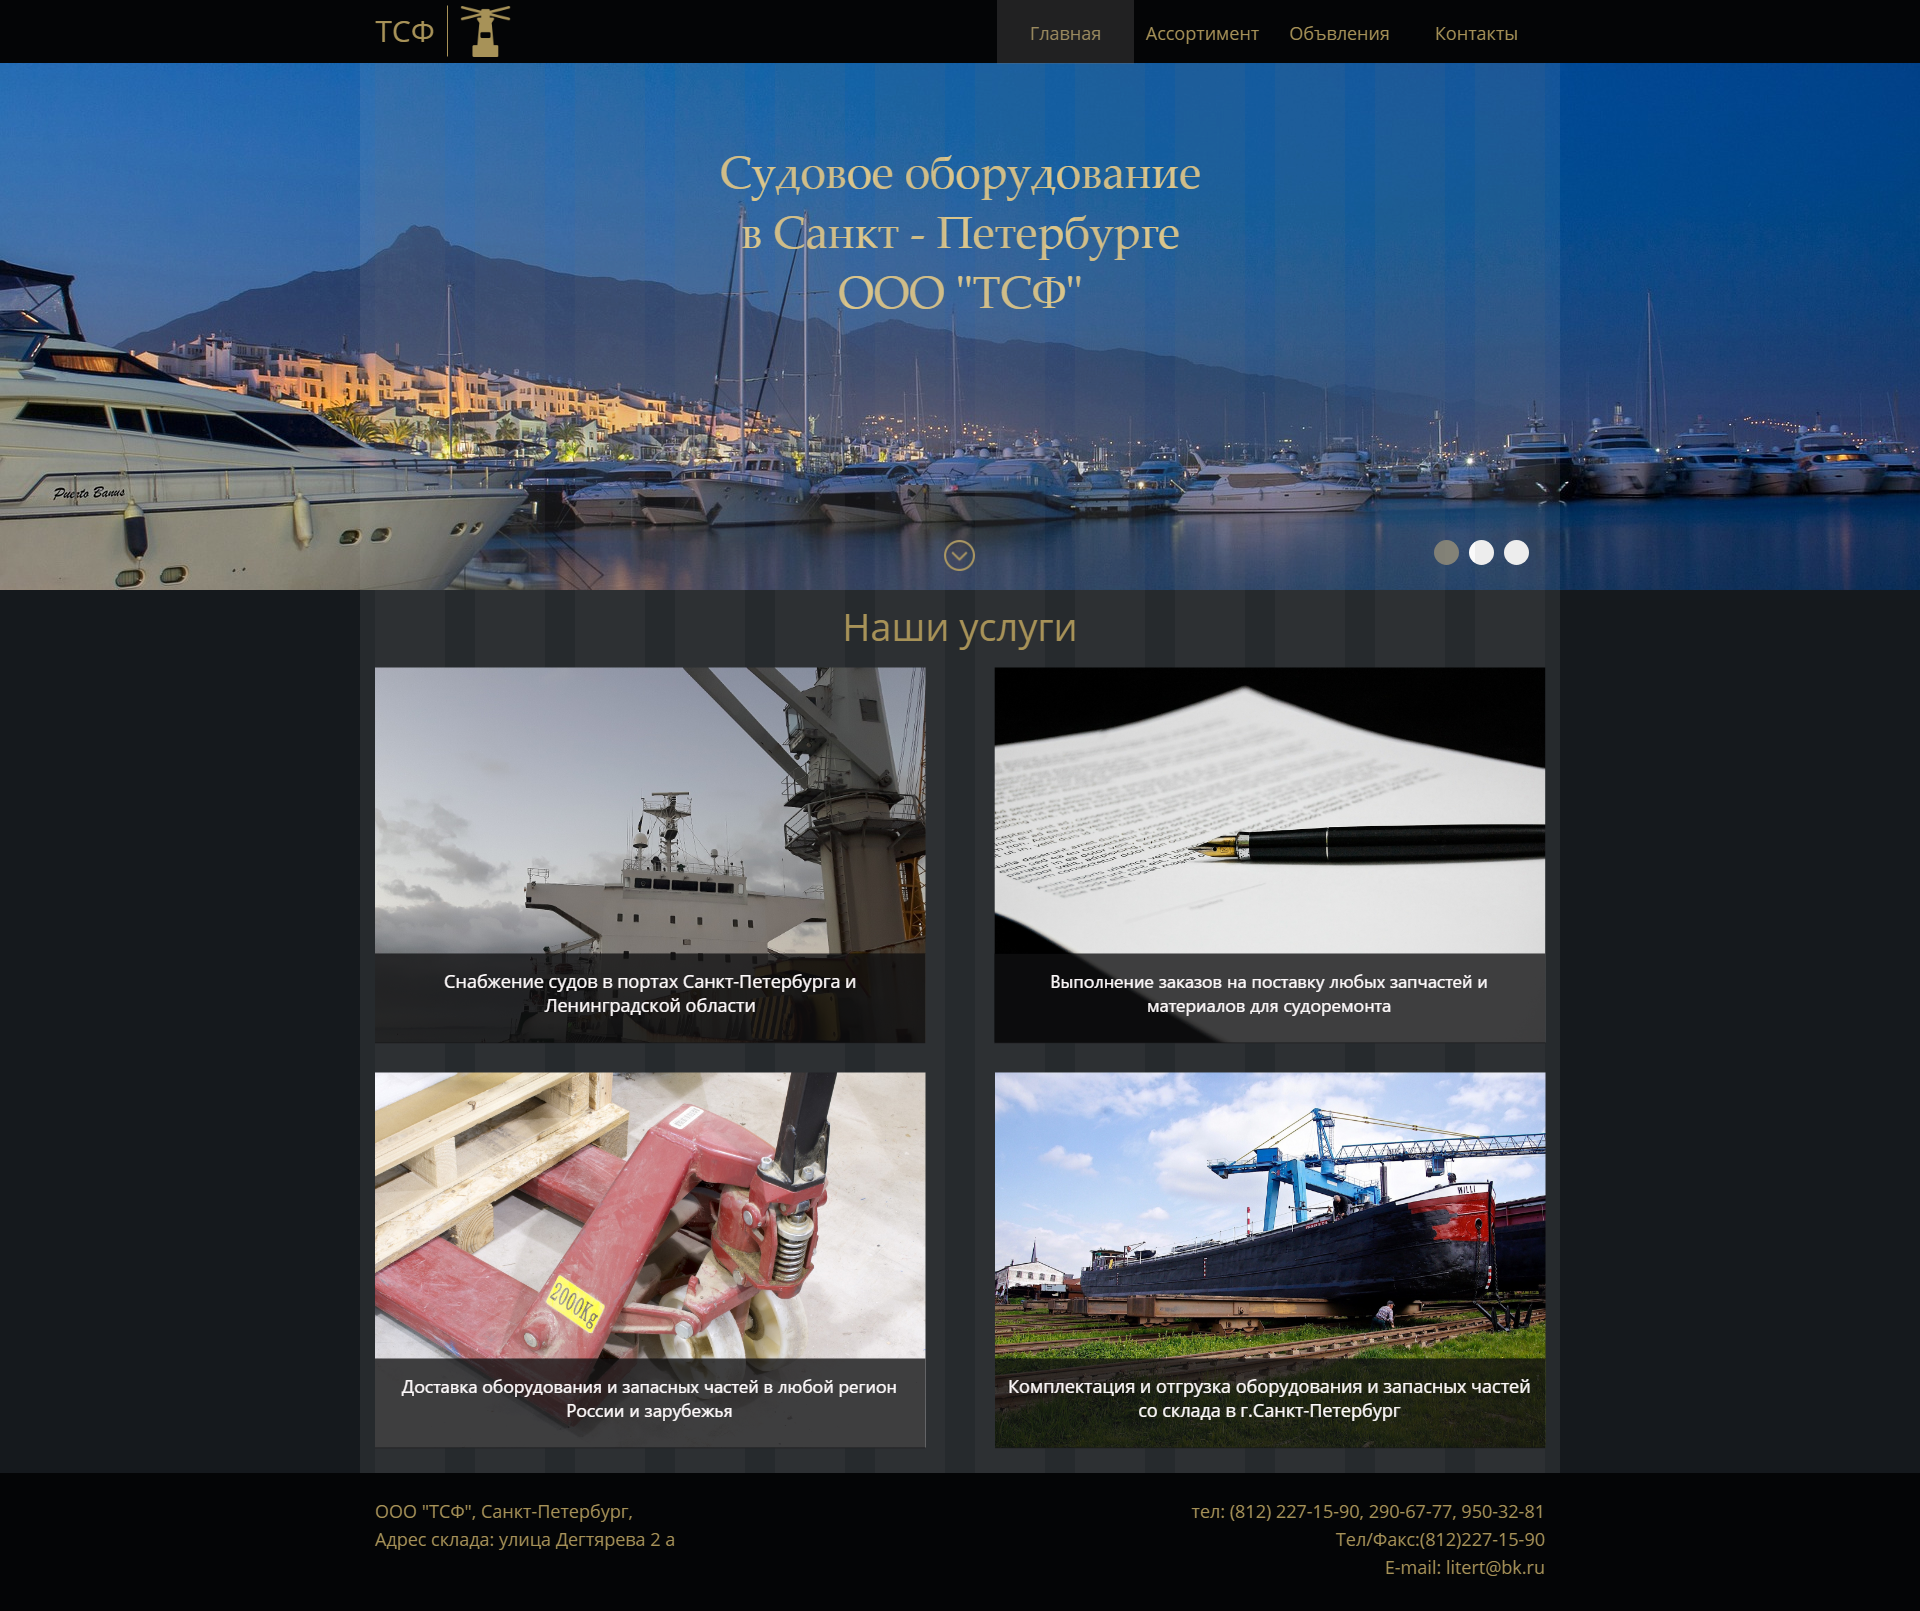 ТСФ
Главная Ассортимент Объвления Контакты
Судовое оборудование
в Санкт - Петербурге
ООО "ТСФ"
Puerto Banus
Наши услуги
Снабжение судов в портах Санкт-Петербурга и
Ленинградской области
Выполнение заказов на поставку любых запчастей и
материалов для судоремонта
2000Kg
WILLI
Доставка оборудования и запасных частей в любой регион
России и зарубежья
Комплектация и отгрузка оборудования и запасных частей
со склада в г.Санкт-Петербург
ООО "ТСФ", Санкт-Петербург,
Адрес склада: улица Дегтярева 2 а
тел: (812) 227-15-90, 290-67-77, 950-32-81
Тел/Факс:(812)227-15-90
E-mail: litert@bk.ru